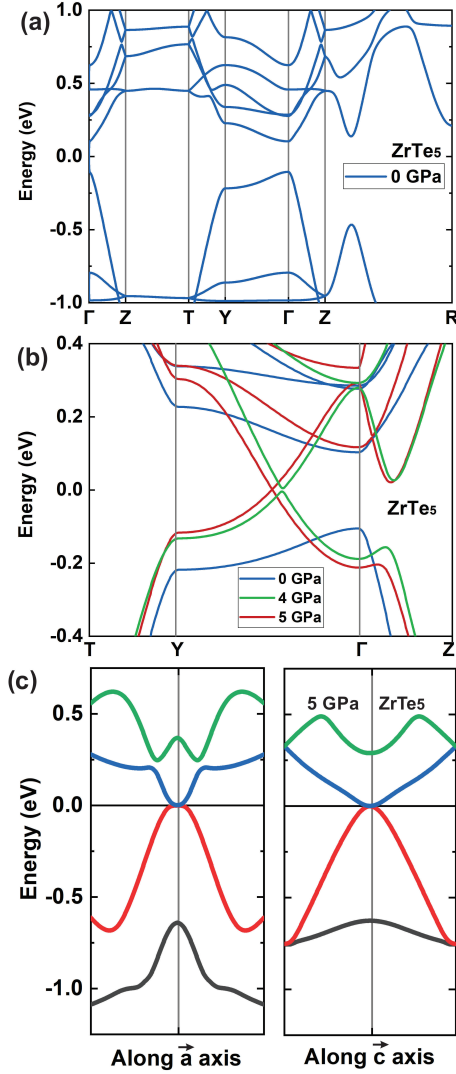 (a)
1.0
0.5
0.0
-0.5
-1.0
Energy (eV)
ZrTe5
0 GPa
Γ Z T Y Γ Z R
(b)
0.4
0.2
0.0
-0.2
-0.4
Energy (eV)
ZrTe5
0 GPa
4 GPa
5 GPa
T Y Γ Z
(c)
0.5
0.0
-0.5
-1.0
Energy (eV)
5 GPa ZrTe5
Along a⃗ axis
Along c⃗ axis